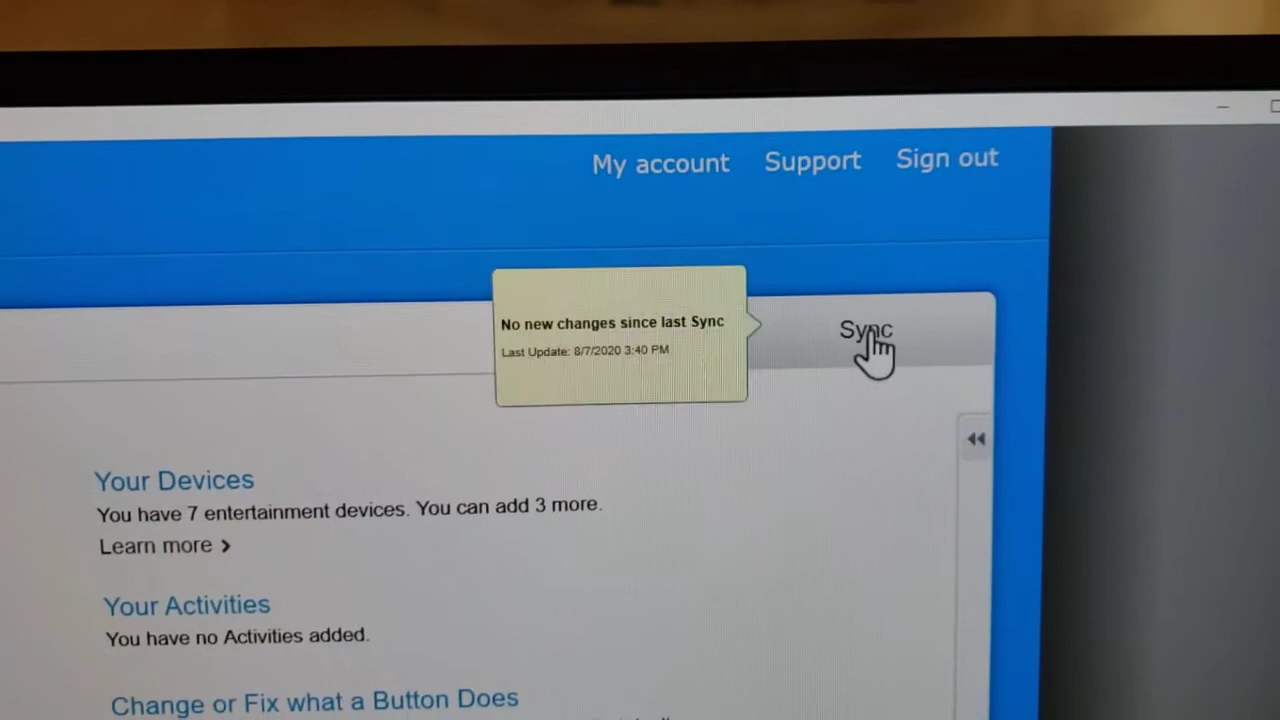 My account Support Sign out
No new changes since last Sync
Last Update: 8/7/2020 3:40 PM
Sync
Your Devices
You have 7 entertainment devices. You can add 3 more.
Learn more >
Your Activities
You have no Activities added.
Change or Fix what a Button Does